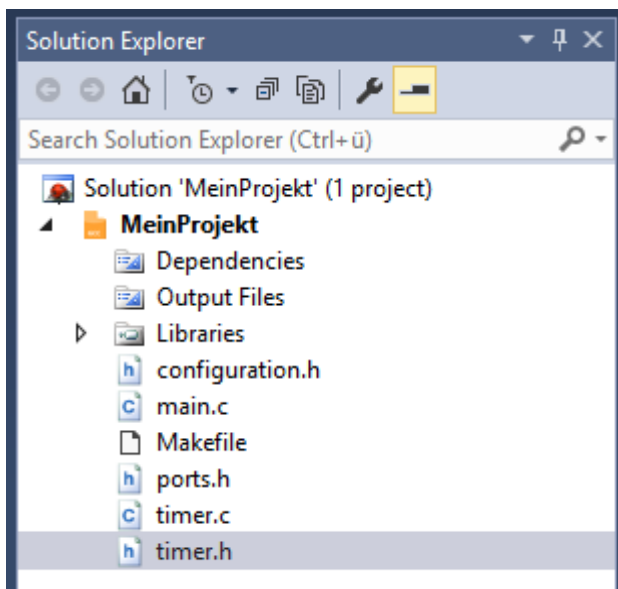 Solution Explorer
Search Solution Explorer (Ctrl+ü)
Solution 'MeinProjekt' (1 project)
MeinProjekt
Dependencies
Output Files
Libraries
h configuration.h
c main.c
Makefile
h ports.h
c timer.c
h timer.h